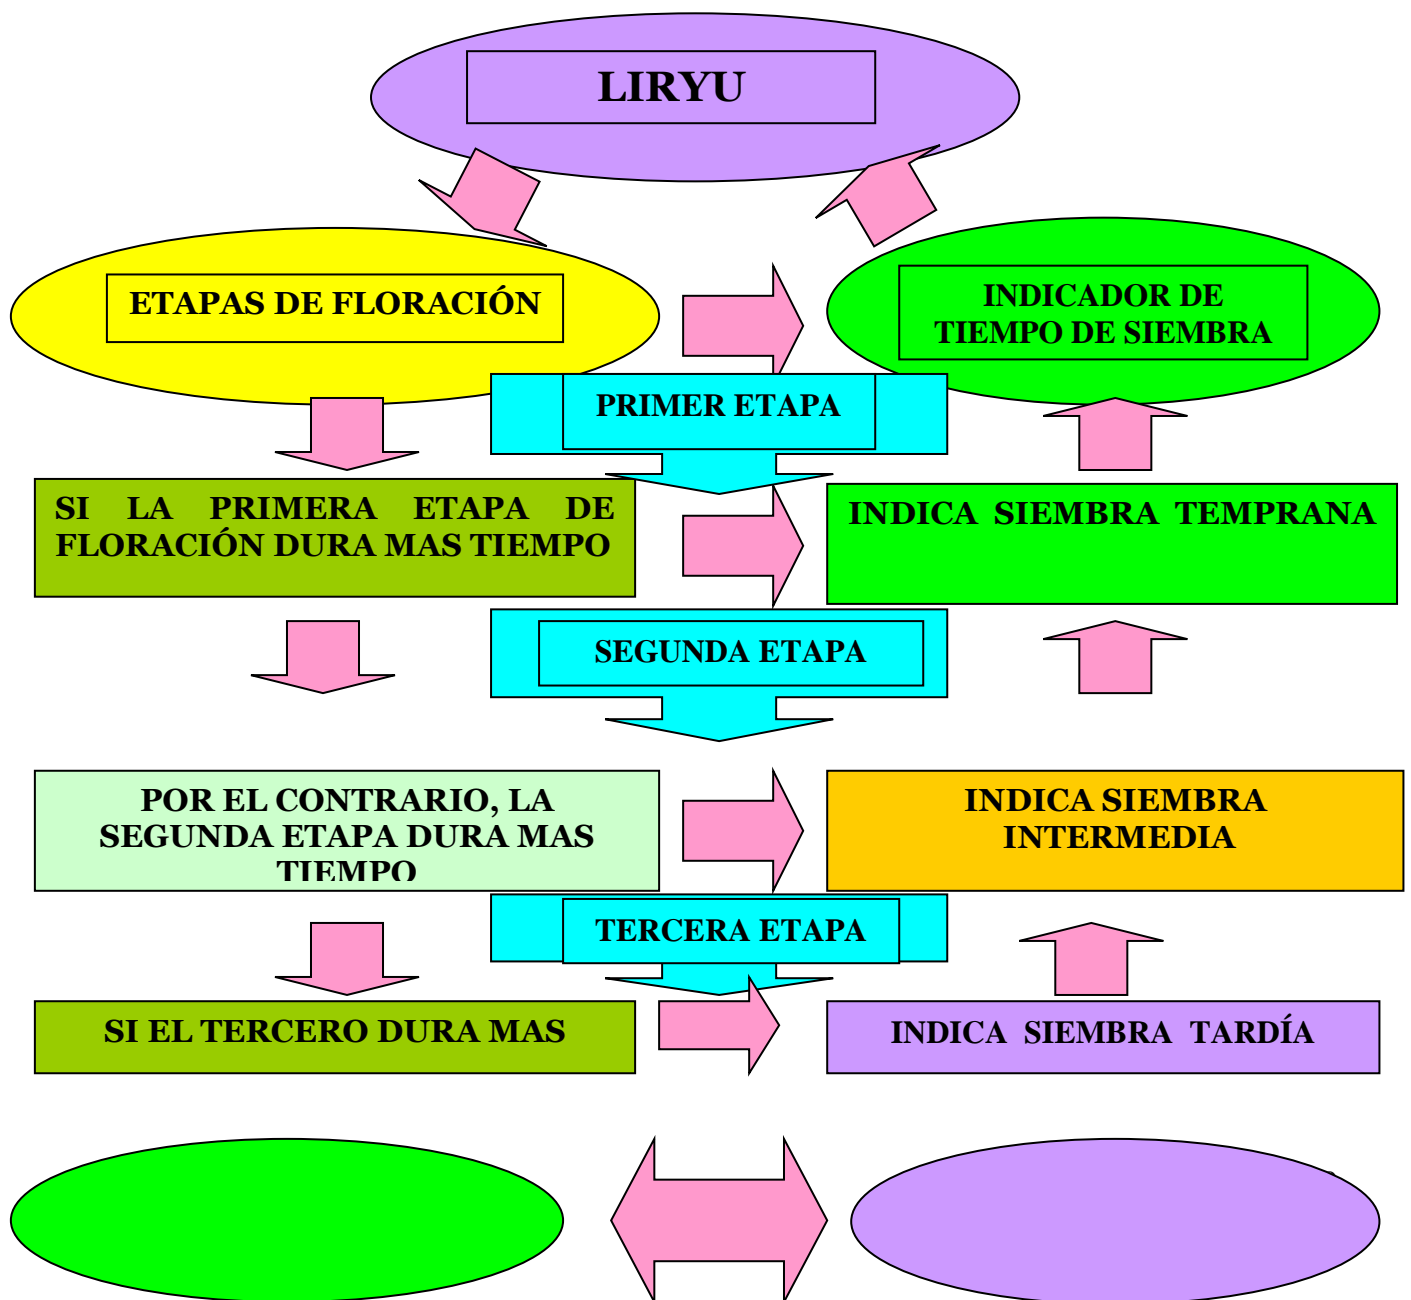 LIRYU
ETAPAS DE FLORACIÓN
INDICADOR DE
TIEMPO DE SIEMBRA
PRIMER ETAPA
SI LA PRIMERA ETAPA DE
FLORACIÓN DURA MAS TIEMPO
INDICA SIEMBRA TEMPRANA
SEGUNDA ETAPA
POR EL CONTRARIO, LA
SEGUNDA ETAPA DURA MAS
TIEMPO
INDICA SIEMBRA
INTERMEDIA
TERCERA ETAPA
SI EL TERCERO DURA MAS
INDICA SIEMBRA TARDÍA